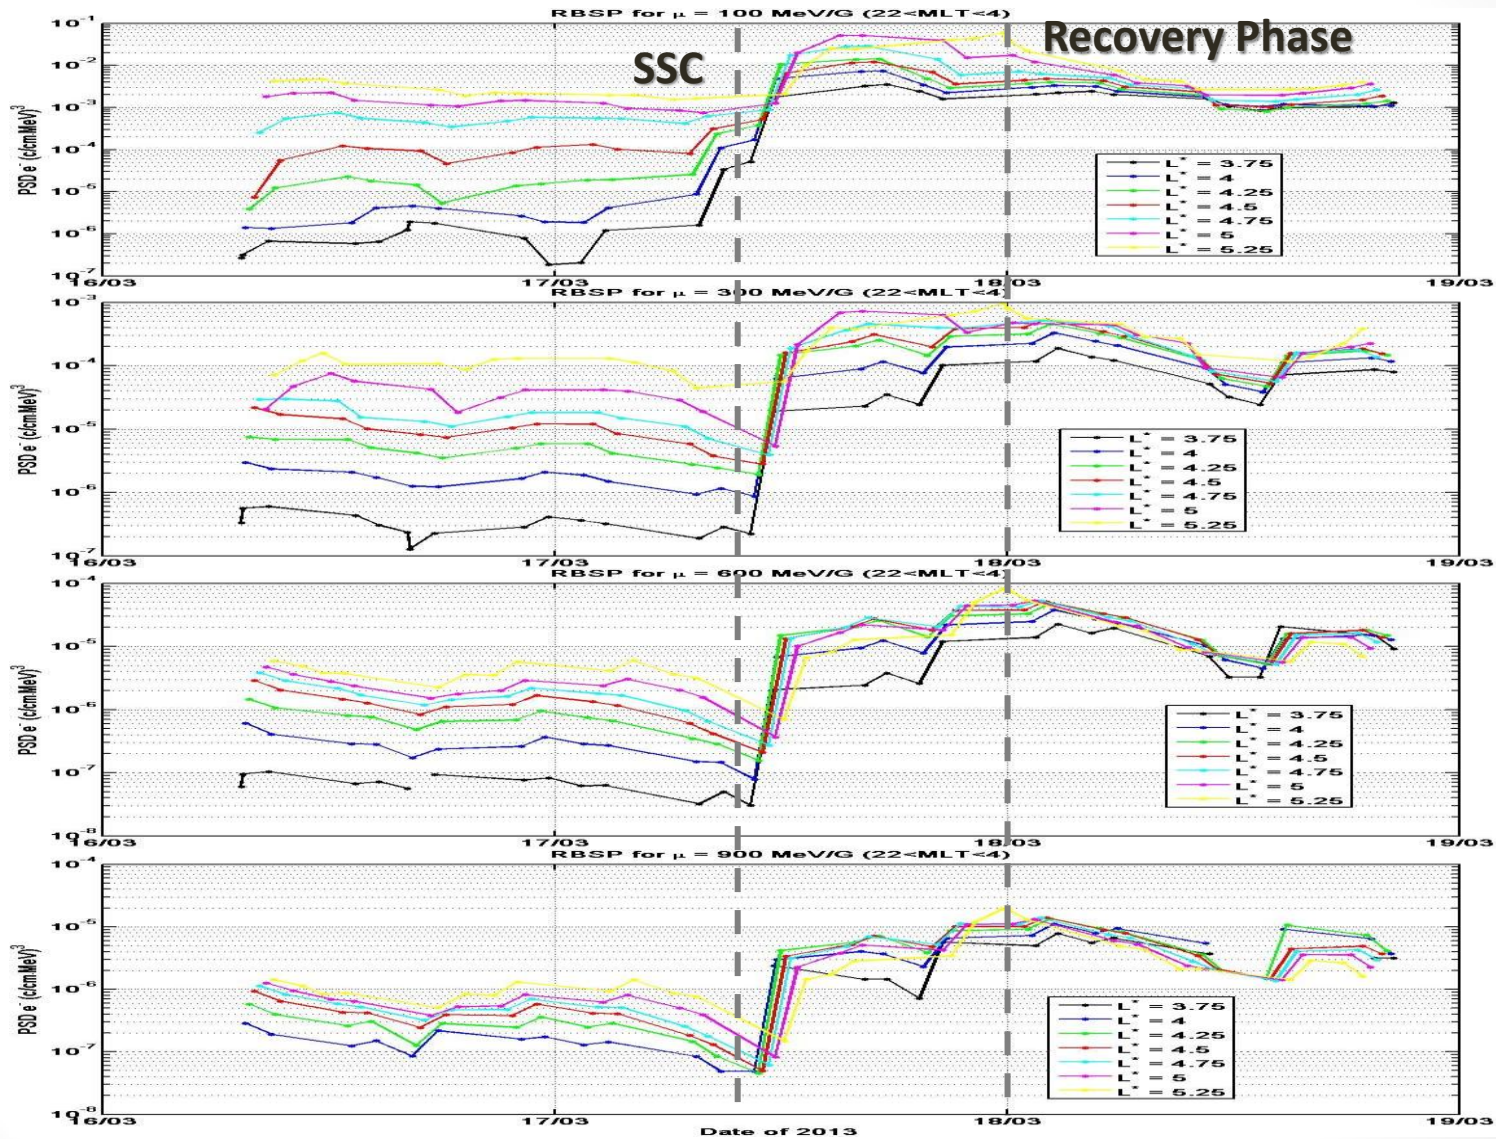 RBSP for μ = 100 MeV/G (22<MLT<4)
SSC
Recovery Phase
PSD e⁻ (c/cm.MeV)³
10⁻¹
10⁻²
10⁻³
10⁻⁴
10⁻⁵
10⁻⁶
10⁻⁷
L* = 3.75
L* = 4
L* = 4.25
L* = 4.5
L* = 4.75
L* = 5
L* = 5.25
16/03 17/03 18/03 19/03
RBSP for μ = 300 MeV/G (22<MLT<4)
PSD e⁻ (c/cm.MeV)³
10⁻³
10⁻⁴
10⁻⁵
10⁻⁶
10⁻⁷
L* = 3.75
L* = 4
L* = 4.25
L* = 4.5
L* = 4.75
L* = 5
L* = 5.25
16/03 17/03 18/03 19/03
RBSP for μ = 600 MeV/G (22<MLT<4)
PSD e⁻ (c/cm.MeV)³
10⁻⁴
10⁻⁵
10⁻⁶
10⁻⁷
10⁻⁸
L* = 3.75
L* = 4
L* = 4.25
L* = 4.5
L* = 4.75
L* = 5
L* = 5.25
16/03 17/03 18/03 19/03
RBSP for μ = 900 MeV/G (22<MLT<4)
PSD e⁻ (c/cm.MeV)³
10⁻⁴
10⁻⁵
10⁻⁶
10⁻⁷
10⁻⁸
L* = 3.75
L* = 4
L* = 4.25
L* = 4.5
L* = 4.75
L* = 5
L* = 5.25
16/03 17/03 18/03 19/03
Date of 2013